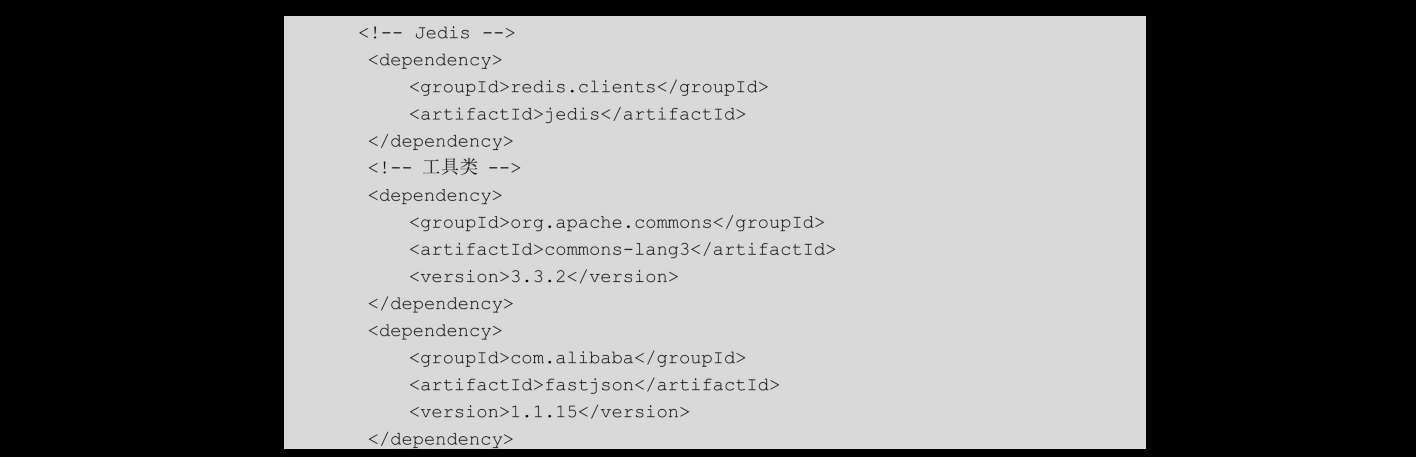 <!-- Jedis -->
<dependency>
<groupId>redis.clients</groupId>
<artifactId>jedis</artifactId>
</dependency>
<!-- 工具类 -->
<dependency>
<groupId>org.apache.commons</groupId>
<artifactId>commons-lang3</artifactId>
<version>3.3.2</version>
</dependency>
<dependency>
<groupId>com.alibaba</groupId>
<artifactId>fastjson</artifactId>
<version>1.1.15</version>
</dependency>